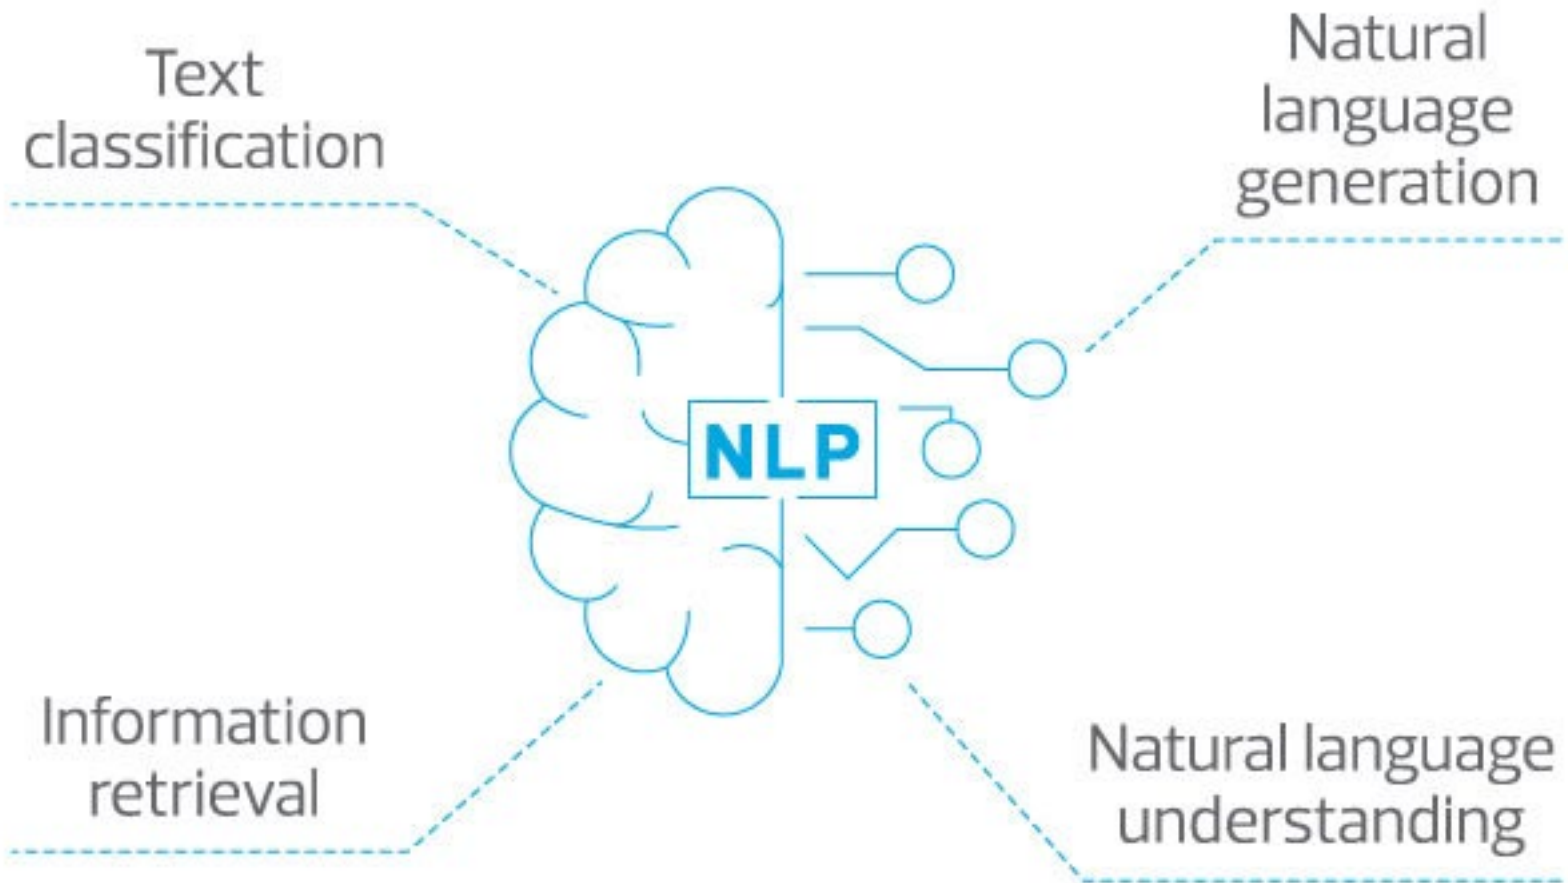 Text
classification
Natural
language
generation
NLP
Information
retrieval
Natural language
understanding